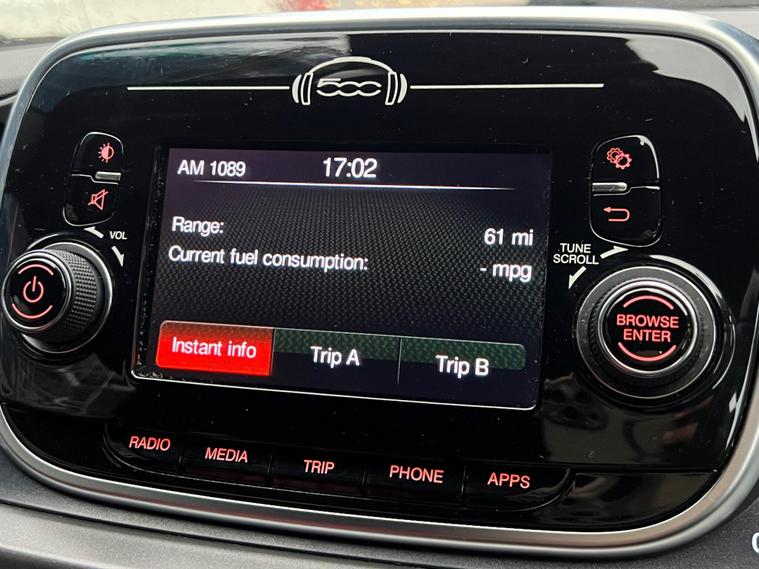 500
AM 1089 17:02
VOL
Range: 61 mi
TUNE
SCROLL
Current fuel consumption: - mpg
BROWSE
ENTER
Instant info Trip A Trip B
RADIO MEDIA TRIP PHONE APPS